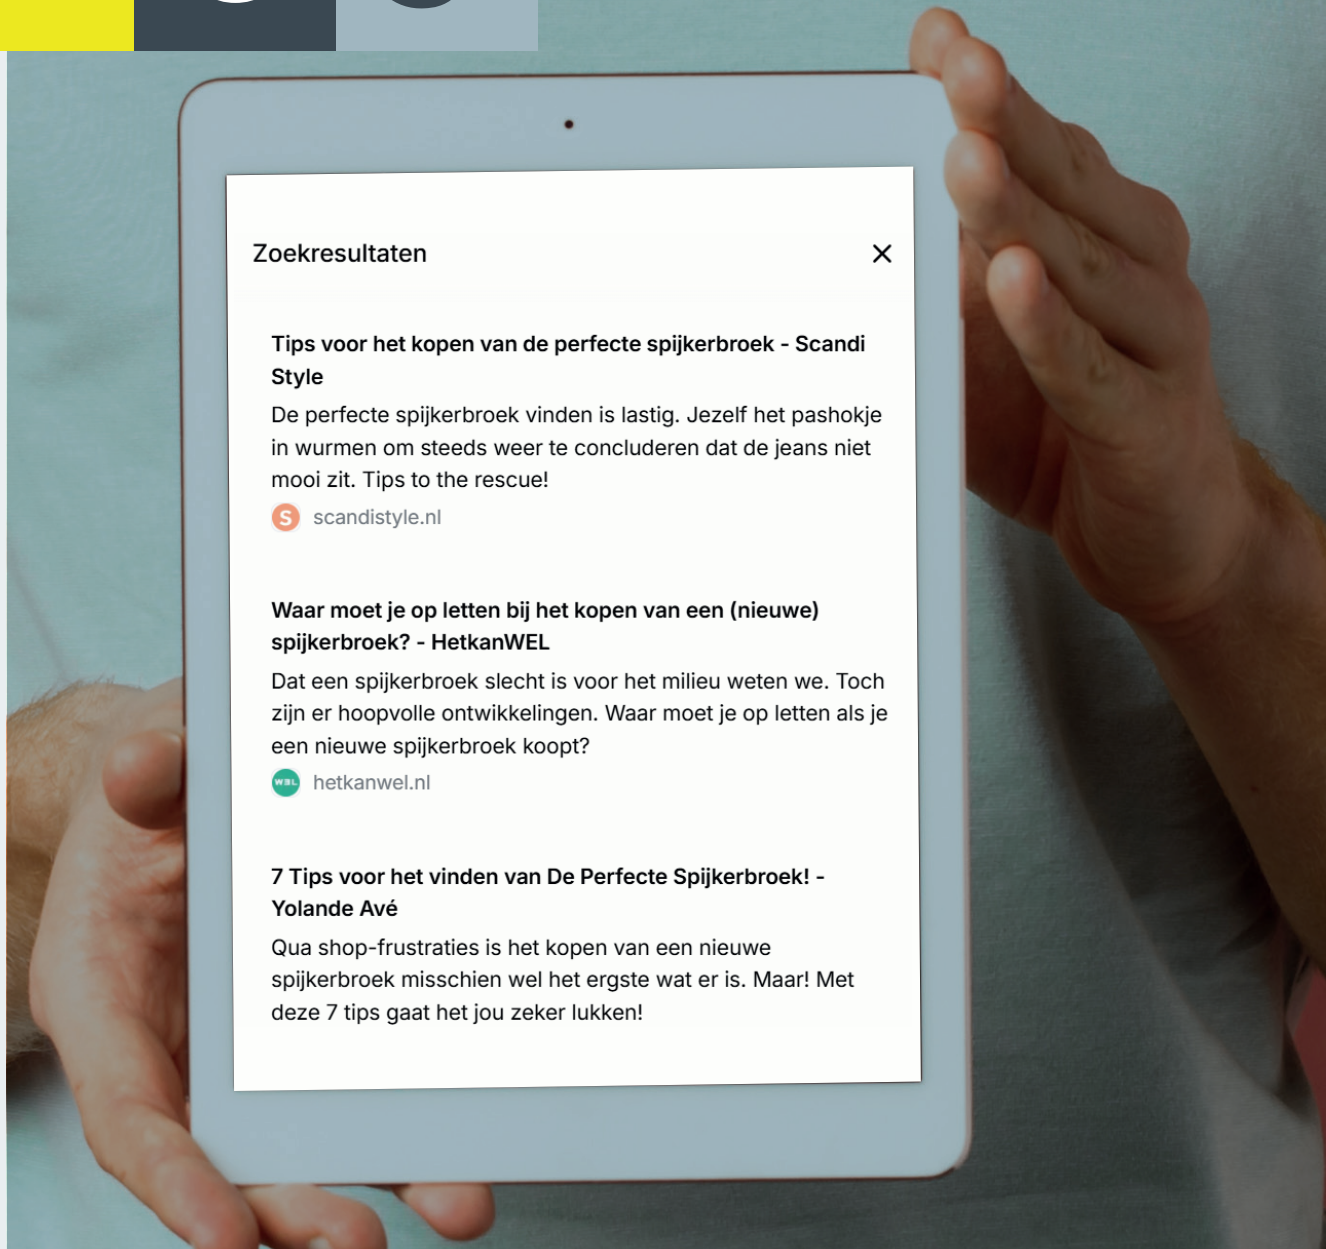 Zoekresultaten
Tips voor het kopen van de perfecte spijkerbroek - Scandi
Style
De perfecte spijkerbroek vinden is lastig. Jezelf het pashokje
in wurmen om steeds weer te concluderen dat de jeans niet
mooi zit. Tips to the rescue!
S scandistyle.nl
Waar moet je op letten bij het kopen van een (nieuwe)
spijkerbroek? - HetkanWEL
Dat een spijkerbroek slecht is voor het milieu weten we. Toch
zijn er hoopvolle ontwikkelingen. Waar moet je op letten als je
een nieuwe spijkerbroek koopt?
WEL hetkanwel.nl
7 Tips voor het vinden van De Perfecte Spijkerbroek! -
Yolande Avé
Qua shop-frustraties is het kopen van een nieuwe
spijkerbroek misschien wel het ergste wat er is. Maar! Met
deze 7 tips gaat het jou zeker lukken!